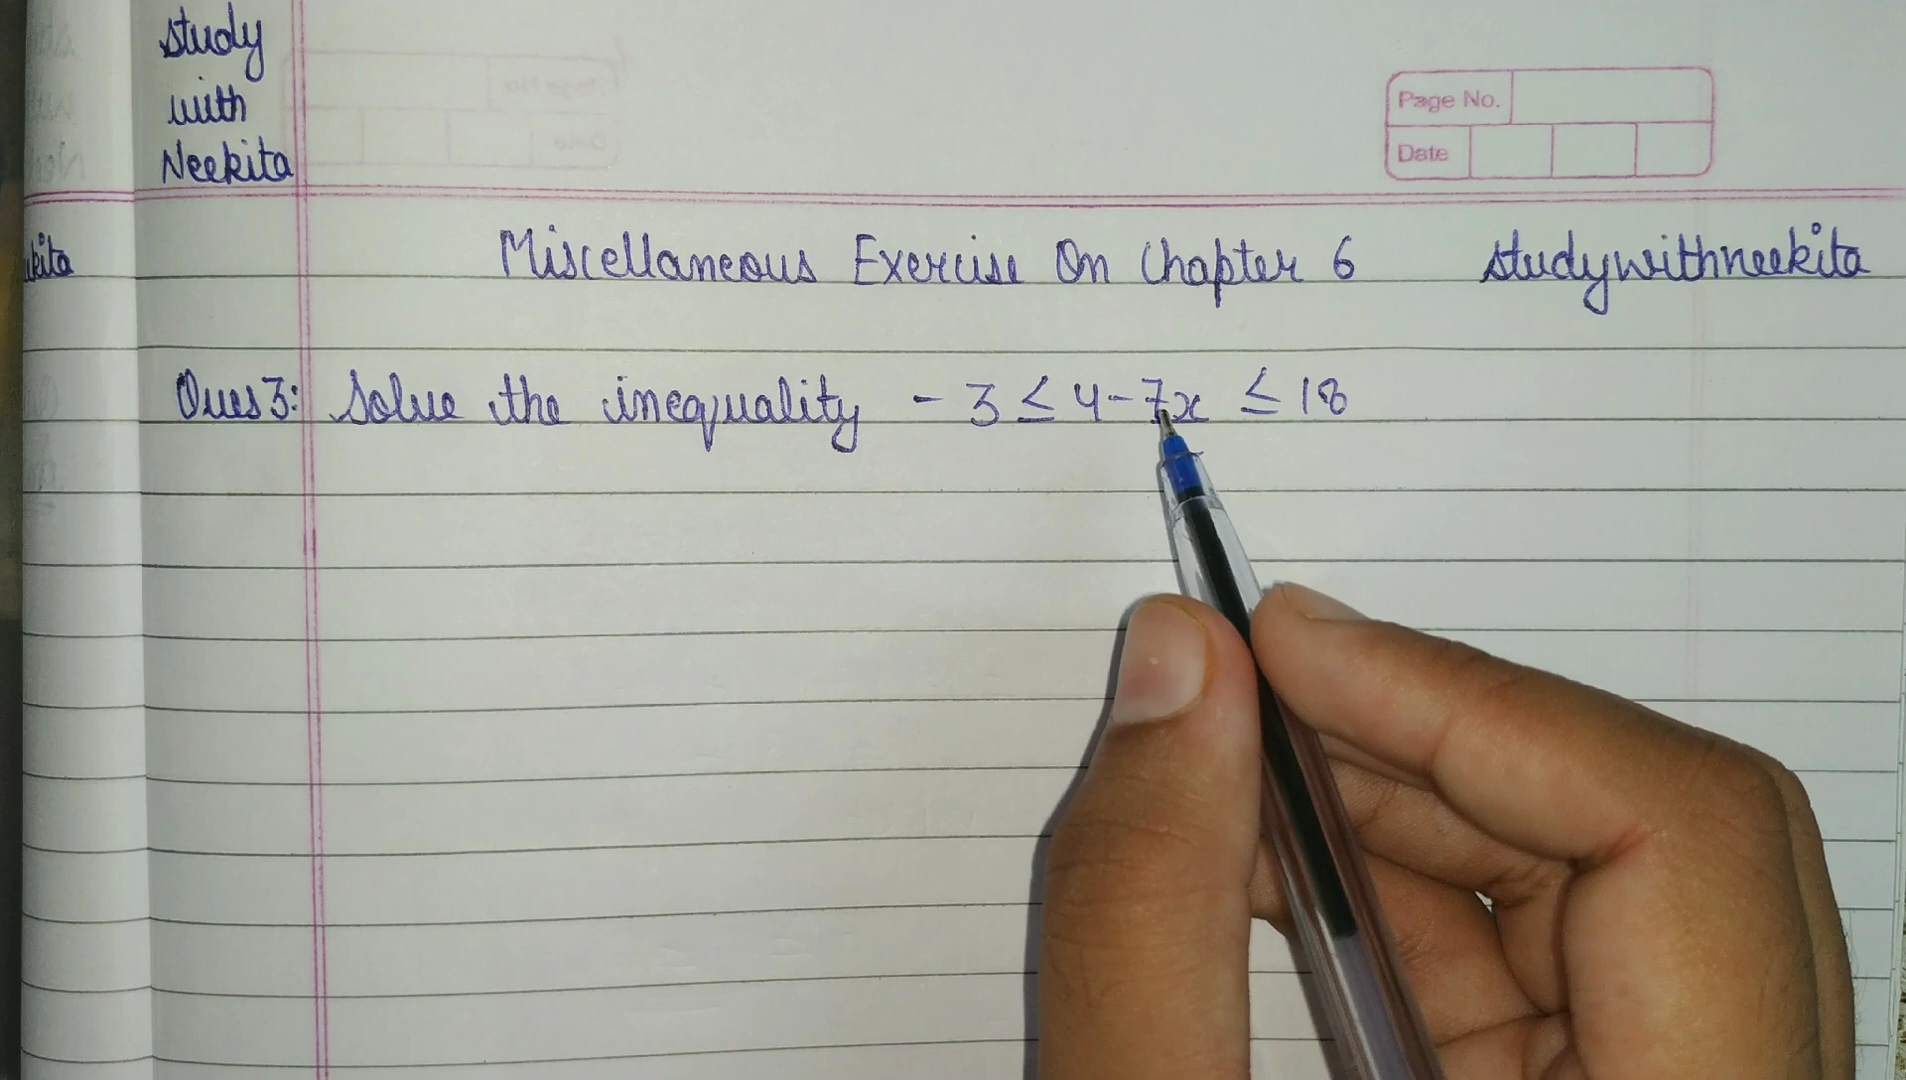 study
with
Neekita
Page No.
Date
kita
Miscellaneous Exercise On Chapter 6 studywithneekita
Ques 3: Solve the inequality - 3 ≤ 4 - 7x ≤ 18